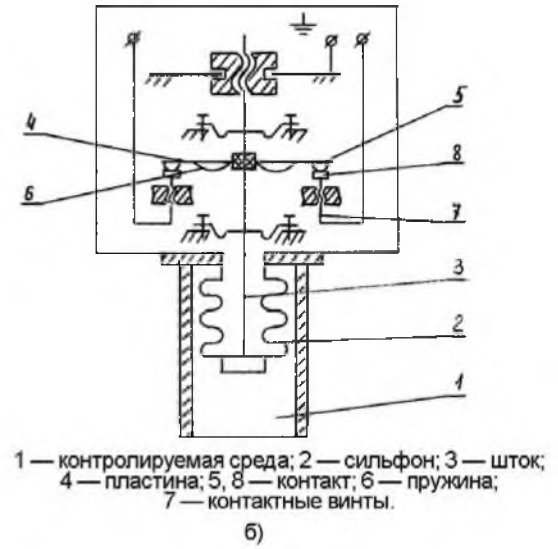 4
5
6
8
7
3
2
1
1 — контролируемая среда; 2 — сильфон; 3 — шток;
4 — пластина; 5, 8 — контакт; 6 — пружина;
7 — контактные винты.
б)